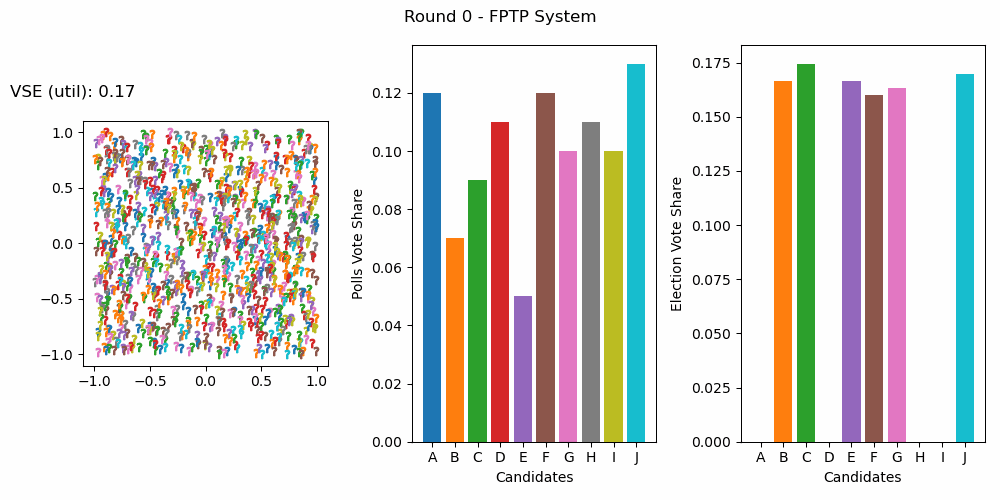 Round 0 - FPTP System
VSE (util): 0.17
1.0
0.5
0.0
−0.5
−1.0
−1.0 −0.5 0.0 0.5 1.0
Polls Vote Share
0.12
0.10
0.08
0.06
0.04
0.02
0.00
A B C D E F G H I J
Candidates
Election Vote Share
0.175
0.150
0.125
0.100
0.075
0.050
0.025
0.000
A B C D E F G H I J
Candidates